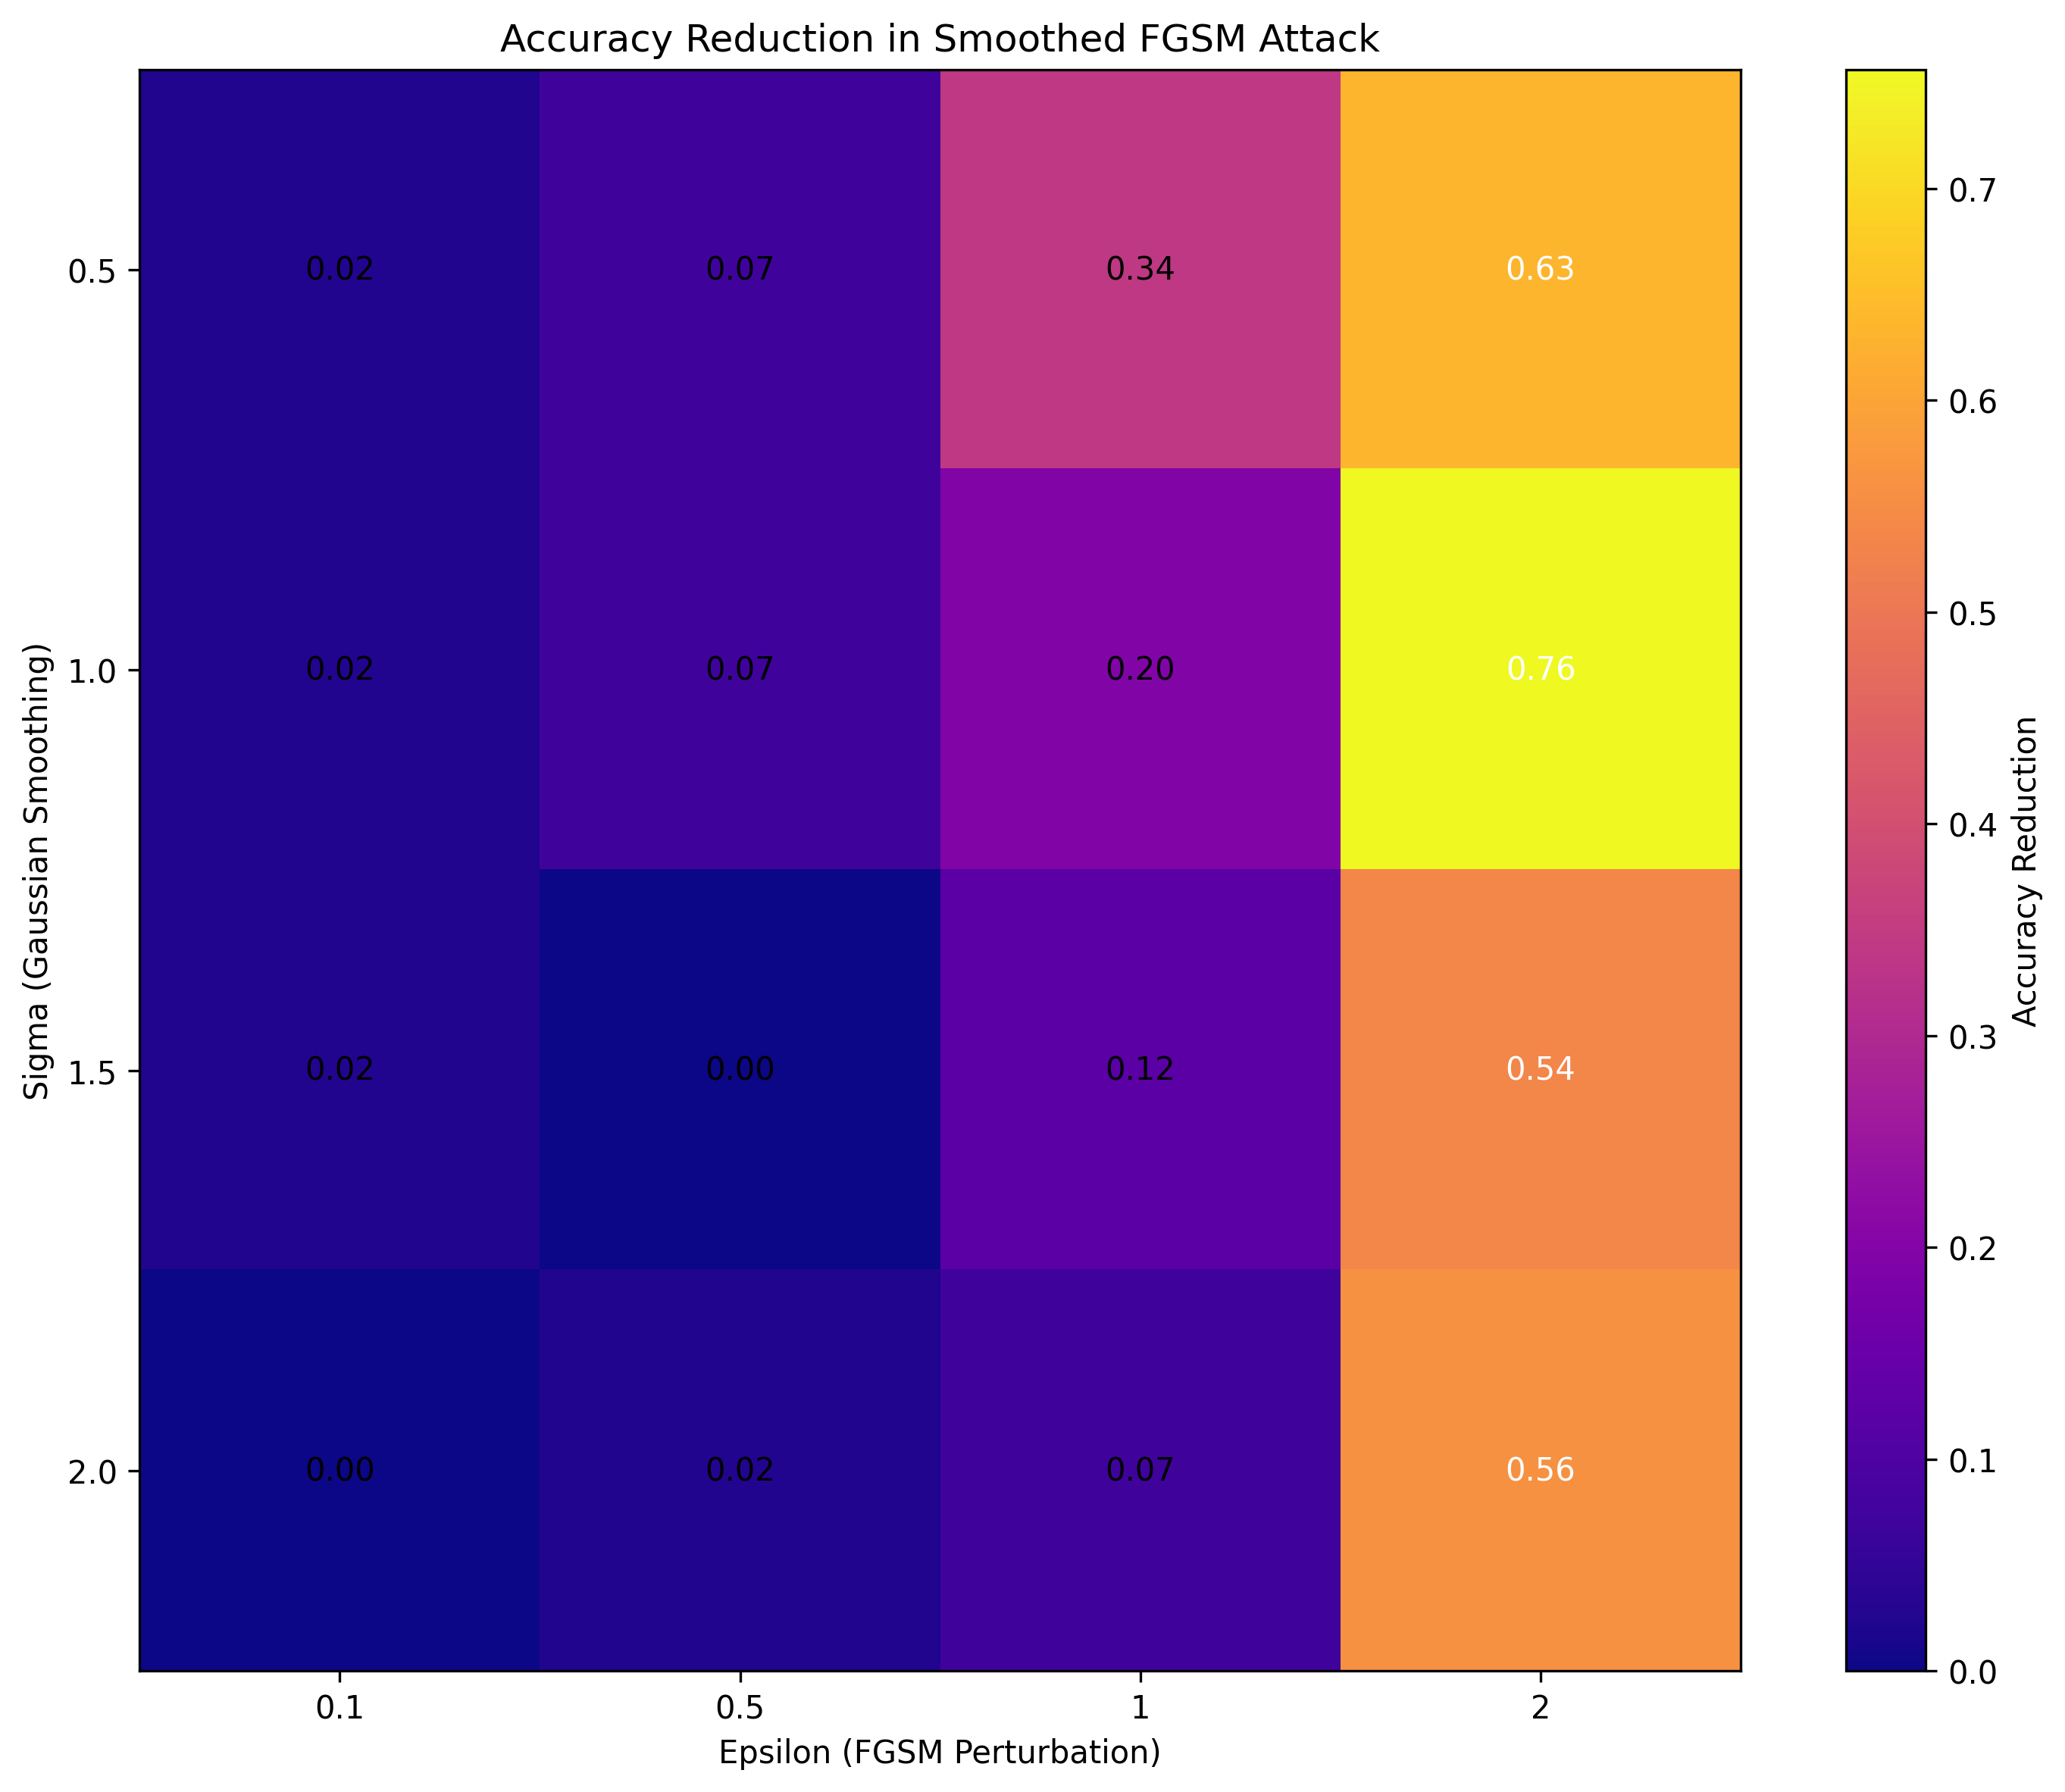 Accuracy Reduction in Smoothed FGSM Attack
Sigma (Gaussian Smoothing)
0.5
1.0
1.5
2.0
0.02 0.07 0.34 0.63
0.02 0.07 0.20 0.76
0.02 0.00 0.12 0.54
0.00 0.02 0.07 0.56
0.1 0.5 1 2
Epsilon (FGSM Perturbation)
0.7
0.6
0.5
0.4
0.3
0.2
0.1
0.0
Accuracy Reduction